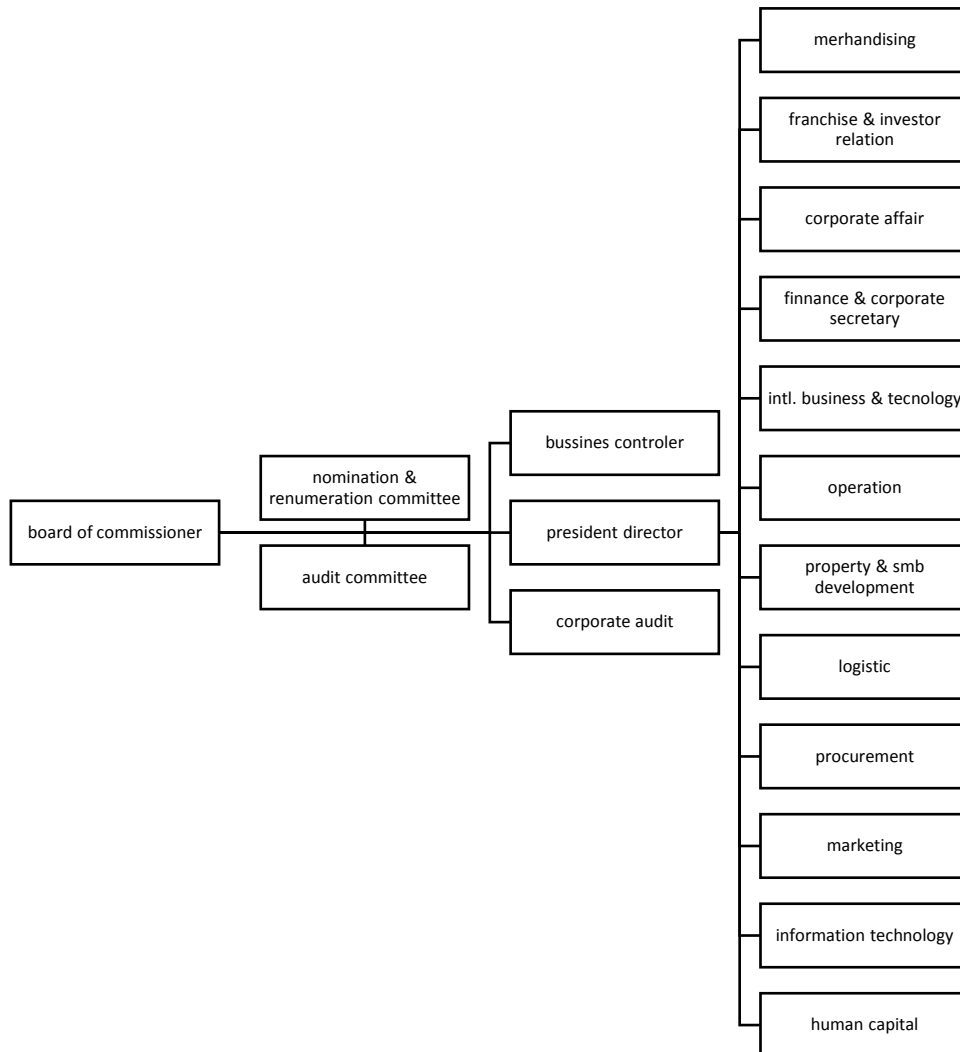 board of commissioner
nomination &
renumeration committee
audit committee
bussines controler
president director
corporate audit
merhandising
franchise & investor
relation
corporate affair
finnance & corporate
secretary
intl. business & tecnology
operation
property & smb
development
logistic
procurement
marketing
information technology
human capital